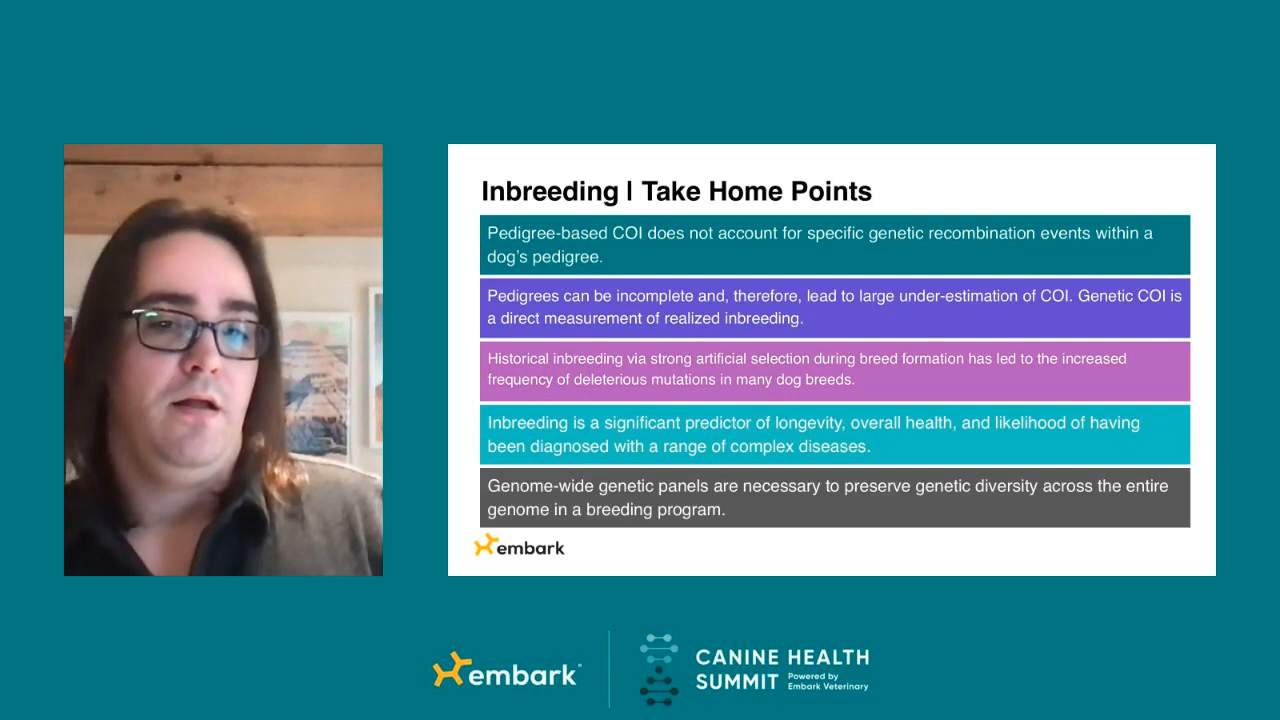 Inbreeding | Take Home Points
Pedigree-based COI does not account for specific genetic recombination events within a
dog's pedigree.
Pedigrees can be incomplete and, therefore, lead to large under-estimation of COI. Genetic COI is
a direct measurement of realized inbreeding.
Historical inbreeding via strong artificial selection during breed formation has led to the increased
frequency of deleterious mutations in many dog breeds.
Inbreeding is a significant predictor of longevity, overall health, and likelihood of having
been diagnosed with a range of complex diseases.
Genome-wide genetic panels are necessary to preserve genetic diversity across the entire
genome in a breeding program.
embark
embark
CANINE HEALTH
SUMMIT Powered by
Embark Veterinary